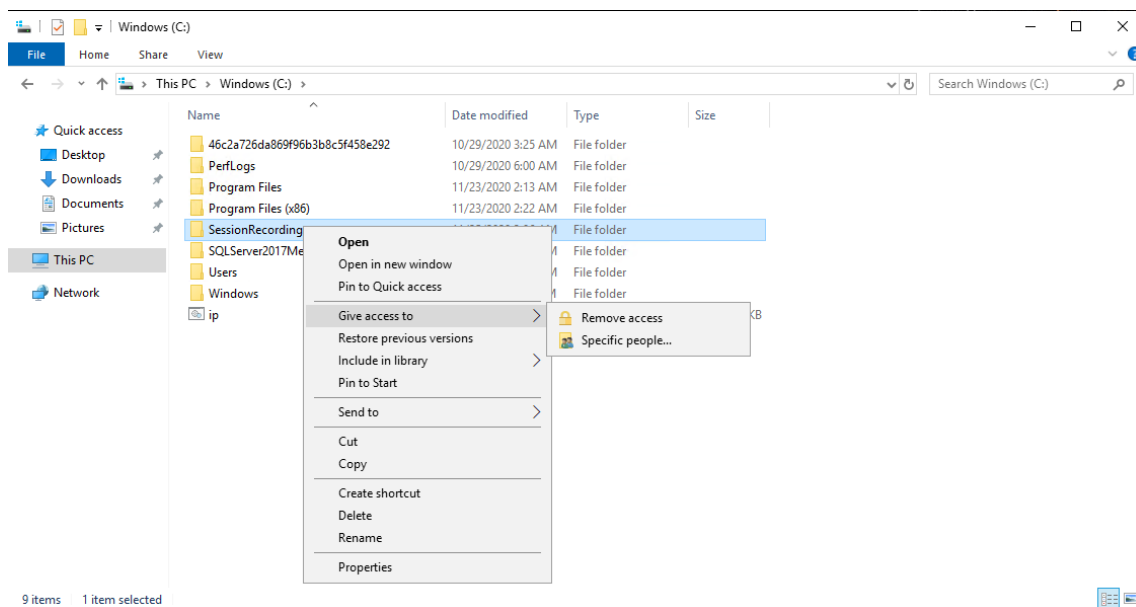 Windows (C:)
File Home Share View
This PC > Windows (C:) >
Search Windows (C:)
Name Date modified Type Size
Quick access
Desktop
Downloads
Documents
Pictures
This PC
Network
46c2a726da869f96b3b8c5f458e292 10/29/2020 3:25 AM File folder
PerfLogs 10/29/2020 6:00 AM File folder
Program Files 11/23/2020 2:13 AM File folder
Program Files (x86) 11/23/2020 2:22 AM File folder
SessionRecording File folder
SQLServer2017Me File folder
Users File folder
Windows File folder
ip KB
Open
Open in new window
Pin to Quick access
Give access to
Restore previous versions
Include in library
Pin to Start
Send to
Cut
Copy
Create shortcut
Delete
Rename
Properties
Remove access
Specific people...
9 items 1 item selected